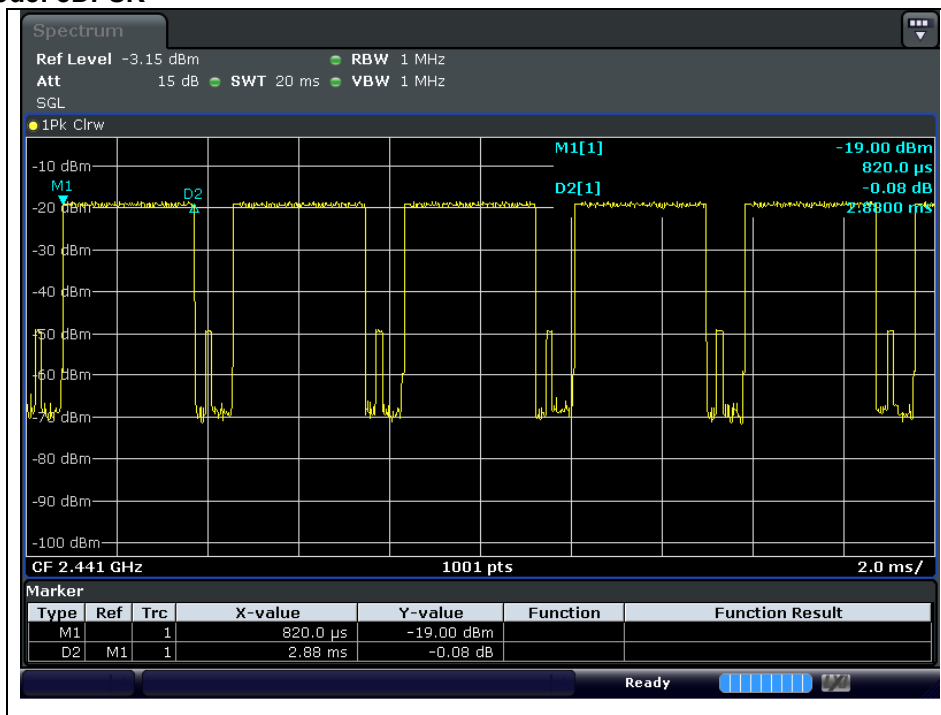 Spectrum
Ref Level -3.15 dBm RBW 1 MHz
Att 15 dB SWT 20 ms VBW 1 MHz
SGL
1Pk Clrw
M1[1] -19.00 dBm
820.0 µs
D2[1] -0.08 dB
2.8800 ms
-10 dBm
M1
D2
-20 dBm
-30 dBm
-40 dBm
-50 dBm
-60 dBm
-70 dBm
-80 dBm
-90 dBm
-100 dBm
CF 2.441 GHz 1001 pts 2.0 ms/
Marker
Type Ref Trc X-value Y-value Function Function Result
M1 1 820.0 µs -19.00 dBm
D2 M1 1 2.88 ms -0.08 dB
Ready